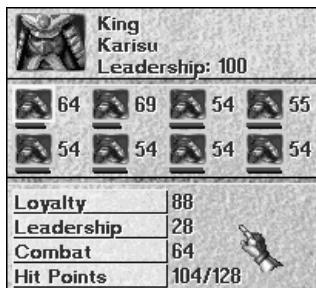 King
Karisu
Leadership: 100
64 69 54 55
54 54 54 54
Loyalty 88
Leadership 28
Combat 64
Hit Points 104/128